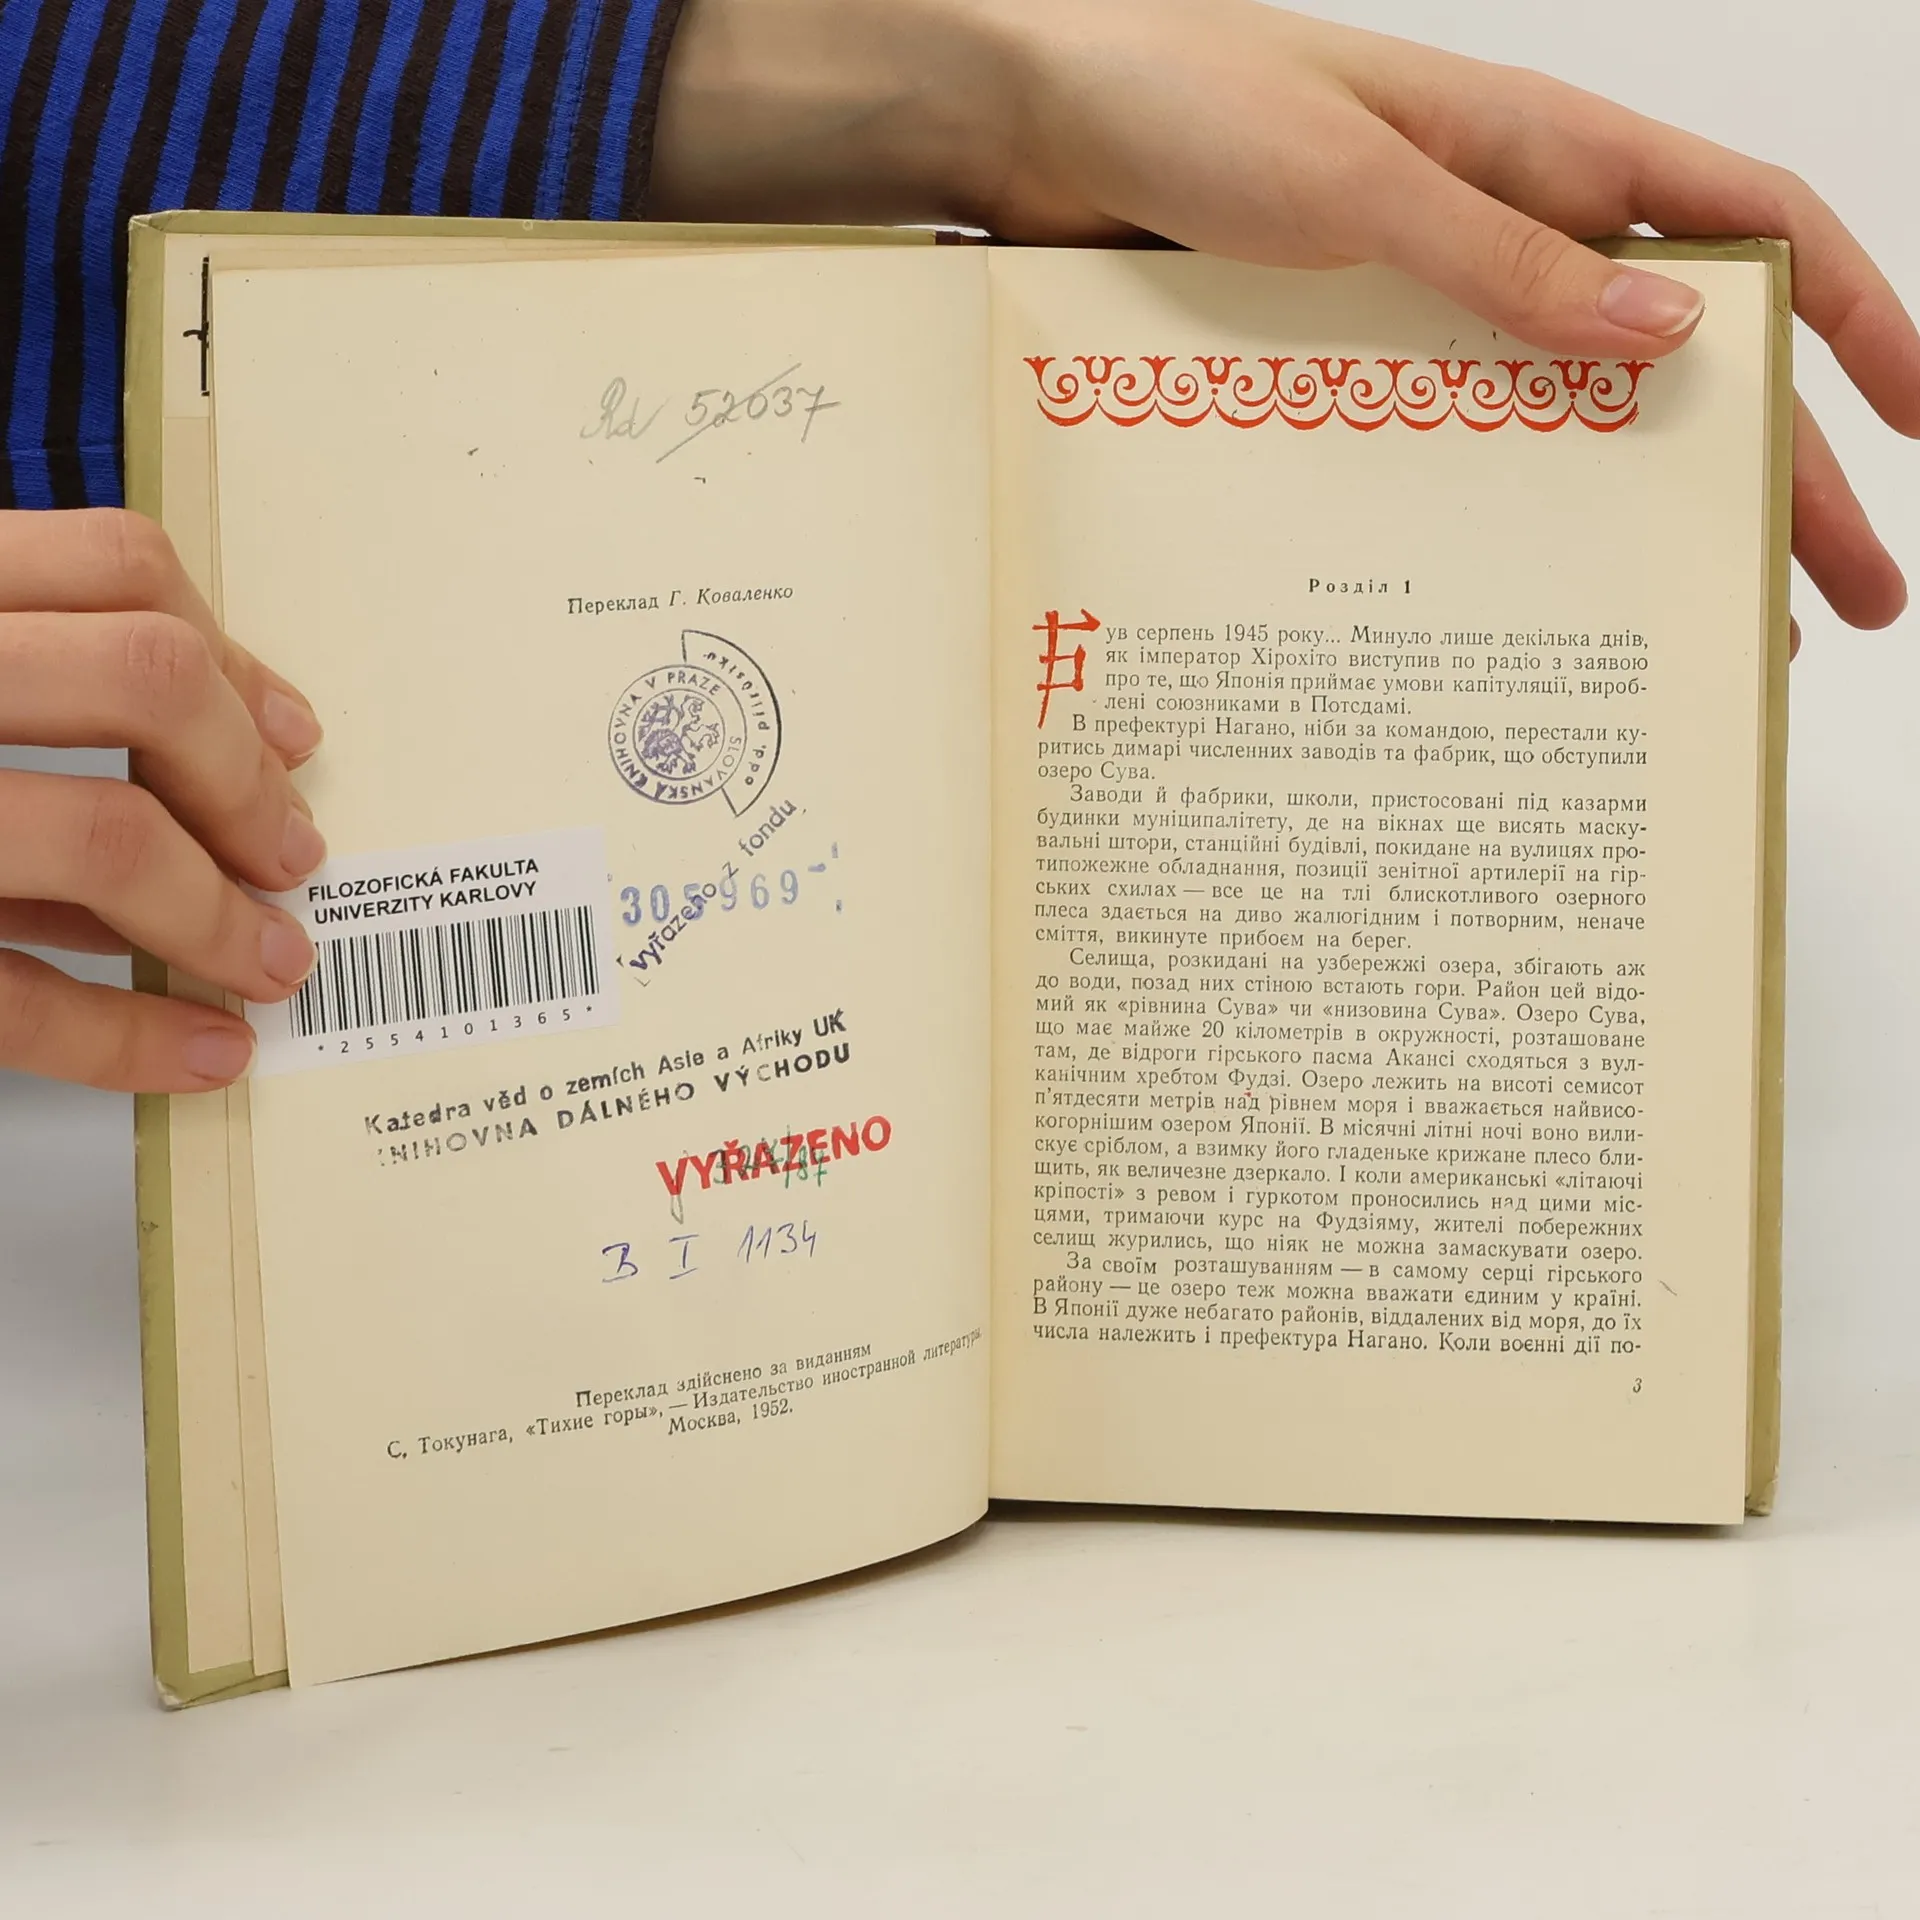 Rd 52037
Переклад Г. Коваленко
SLOVANSKÁ KNIHOVNA V PRAZE
odd. přírostků
vyřazeno z fondu
305969
FILOZOFICKÁ FAKULTA
UNIVERZITY KARLOVY
*2554101365*
Katedra věd o zemích Asie a Afriky UK
KNIHOVNA DÁLNÉHO VÝCHODU
VYŘAZENO
/87
B I 1134
Переклад здійснено за виданням
С. Токунага, «Тихие горы», — Издательство иностранной литературы.
Москва, 1952.
Розділ 1
Був серпень 1945 року... Минуло лише декілька днів,
як імператор Хірохіто виступив по радіо з заявою
про те, що Японія приймає умови капітуляції, вироб-
лені союзниками в Потсдамі.
В префектурі Нагано, ніби за командою, перестали ку-
ритись димарі численних заводів та фабрик, що обступили
озеро Сува.
Заводи й фабрики, школи, пристосовані під казарми
будинки муніципалітету, де на вікнах ще висять маску-
вальні штори, станційні будівлі, покидане на вулицях про-
типожежне обладнання, позиції зенітної артилерії на гір-
ських схилах — все це на тлі блискотливого озерного
плеса здається на диво жалюгідним і потворним, неначе
сміття, викинуте прибоєм на берег.
Селища, розкидані на узбережжі озера, збігають аж
до води, позад них стіною встають гори. Район цей відо-
мий як «рівнина Сува» чи «низовина Сува». Озеро Сува,
що має майже 20 кілометрів в окружності, розташоване
там, де відроги гірського пасма Акансі сходяться з вул-
канічним хребтом Фудзі. Озеро лежить на висоті семисот
п'ятдесяти метрів над рівнем моря і вважається найвисо-
когорнішим озером Японії. В місячні літні ночі воно вили-
скує сріблом, а взимку його гладеньке крижане плесо бли-
щить, як величезне дзеркало. І коли американські «літаючі
кріпості» з ревом і гуркотом проносились над цими міс-
цями, тримаючи курс на Фудзіяму, жителі побережних
селищ журились, що ніяк не можна замаскувати озеро.
За своїм розташуванням — в самому серці гірського
району — це озеро теж можна вважати єдиним у країні.
В Японії дуже небагато районів, віддалених від моря, до їх
числа належить і префектура Нагано. Коли воєнні дії по-
3